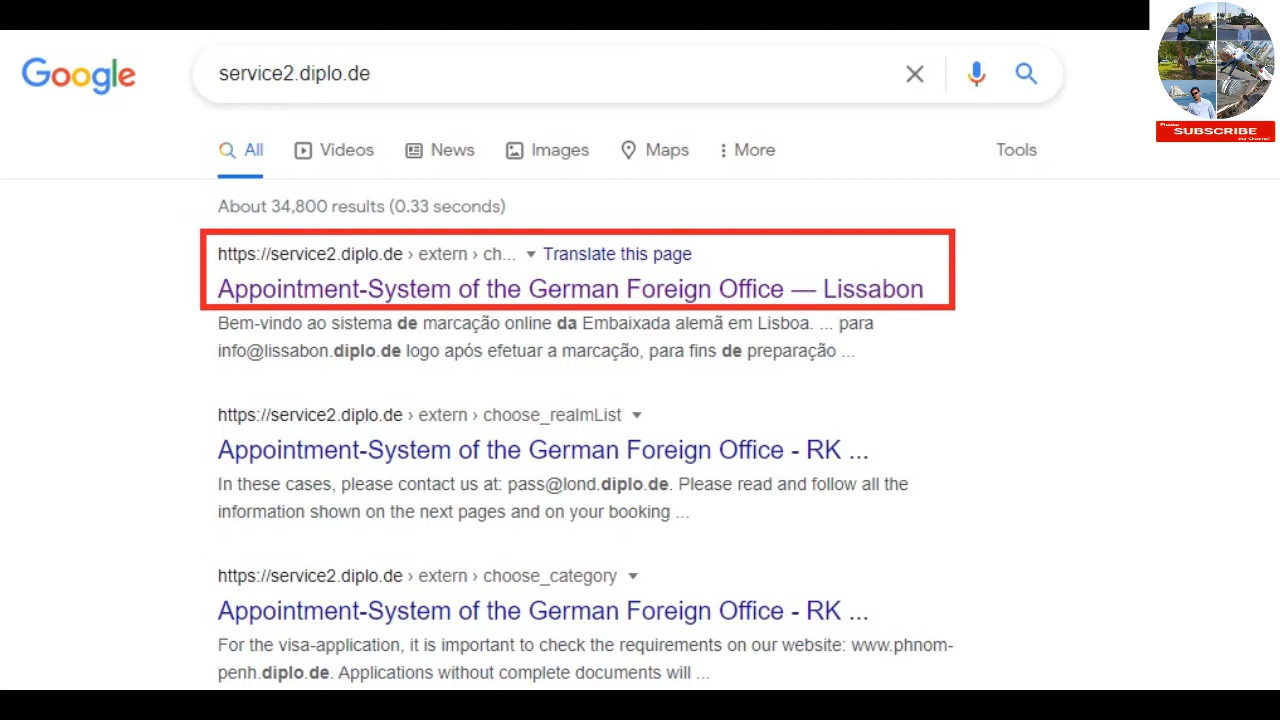 Google
service2.diplo.de
All Videos News Images Maps More Tools
About 34,800 results (0.33 seconds)
https://service2.diplo.de › extern › ch... Translate this page
Appointment-System of the German Foreign Office — Lissabon
Bem-vindo ao sistema de marcação online da Embaixada alemã em Lisboa. ... para
info@lissabon.diplo.de logo após efetuar a marcação, para fins de preparação ...
https://service2.diplo.de › extern › choose_realmList
Appointment-System of the German Foreign Office - RK ...
In these cases, please contact us at: pass@lond.diplo.de. Please read and follow all the
information shown on the next pages and on your booking ...
https://service2.diplo.de › extern › choose_category
Appointment-System of the German Foreign Office - RK ...
For the visa-application, it is important to check the requirements on our website: www.phnom-
penh.diplo.de. Applications without complete documents will ...
Please
SUBSCRIBE
my Channel